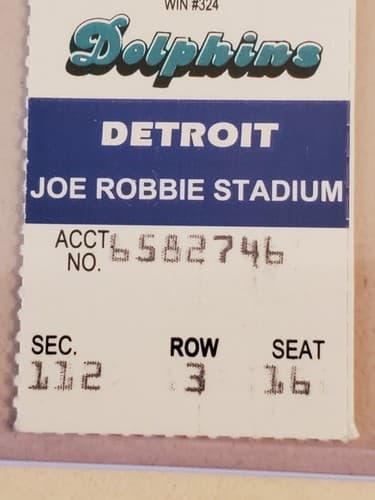 WIN #324
Dolphins
DETROIT
JOE ROBBIE STADIUM
ACCT 6582746
NO.
SEC. ROW SEAT
112 3 16